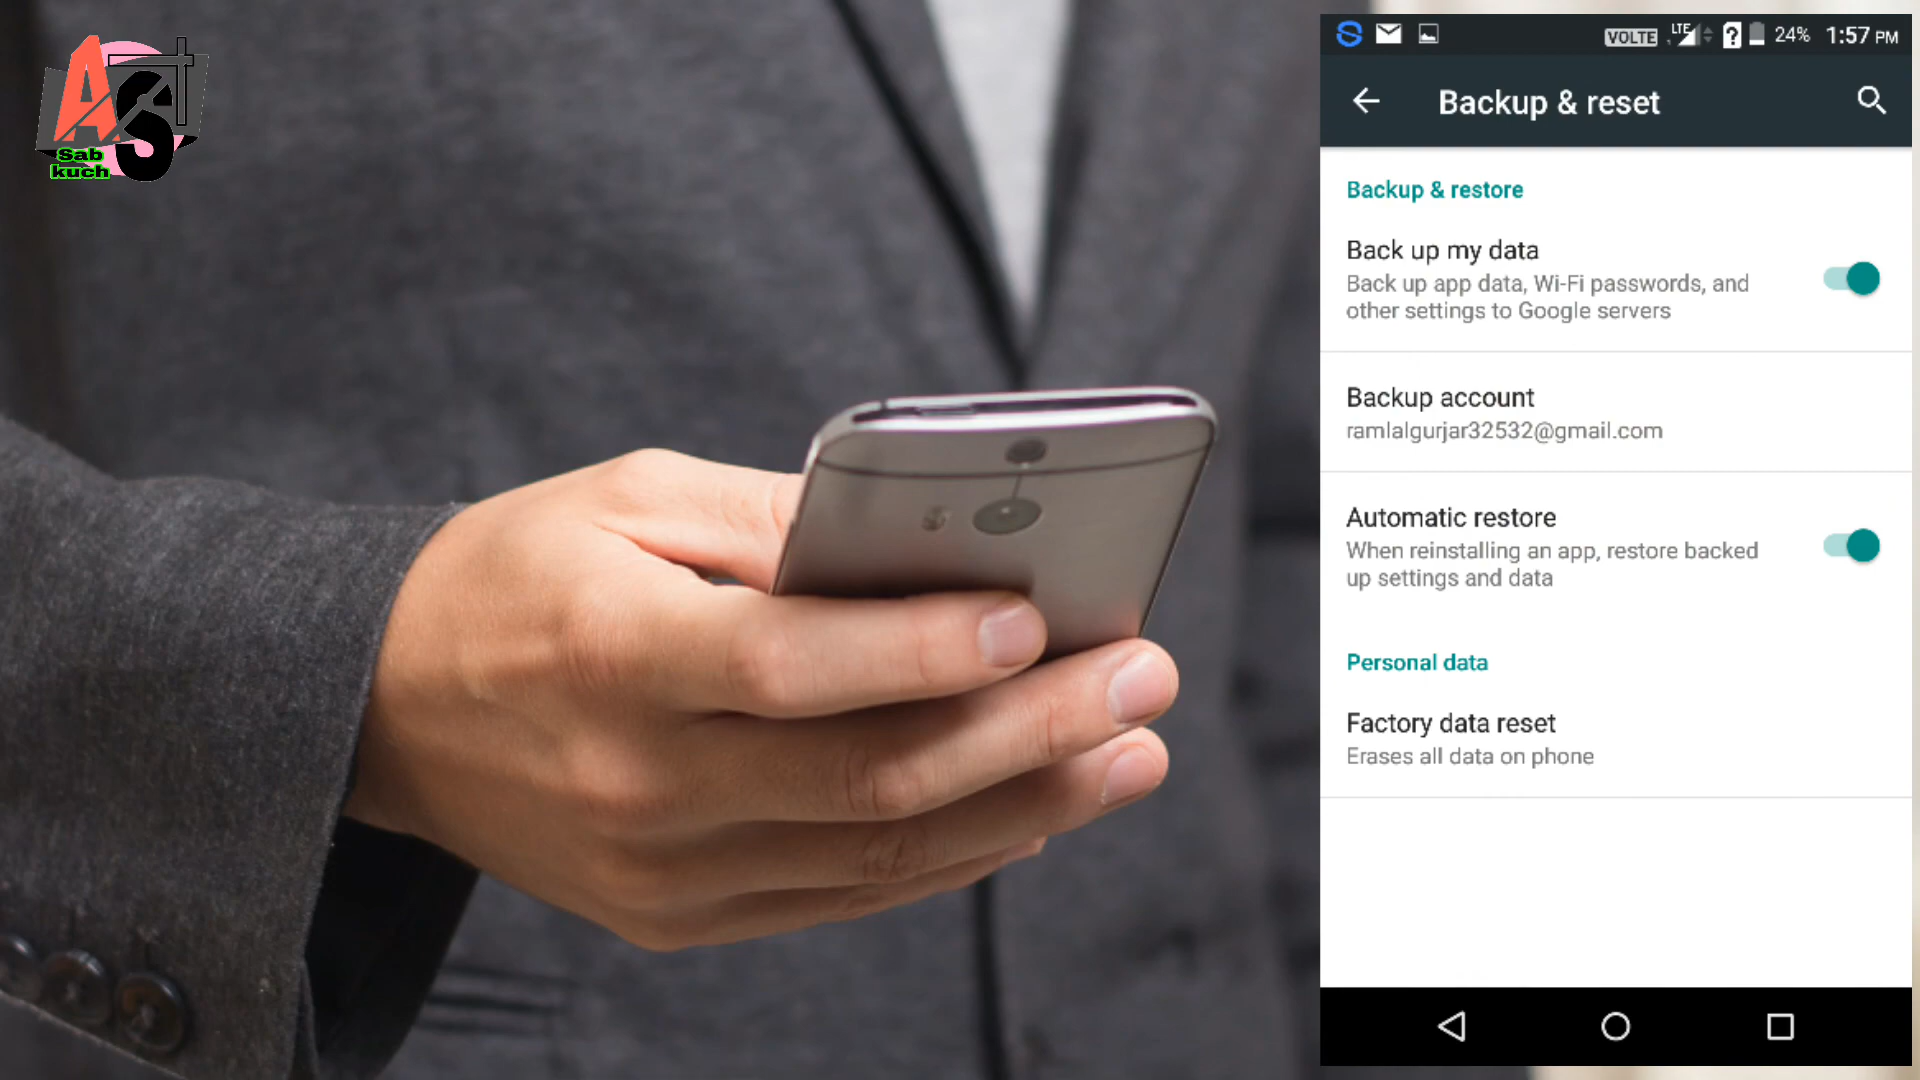 A S
Sab
kuch
VOLTE LTE 24% 1:57 PM
Backup & reset
Backup & restore
Back up my data
Back up app data, Wi-Fi passwords, and
other settings to Google servers
Backup account
ramlalgurjar32532@gmail.com
Automatic restore
When reinstalling an app, restore backed
up settings and data
Personal data
Factory data reset
Erases all data on phone